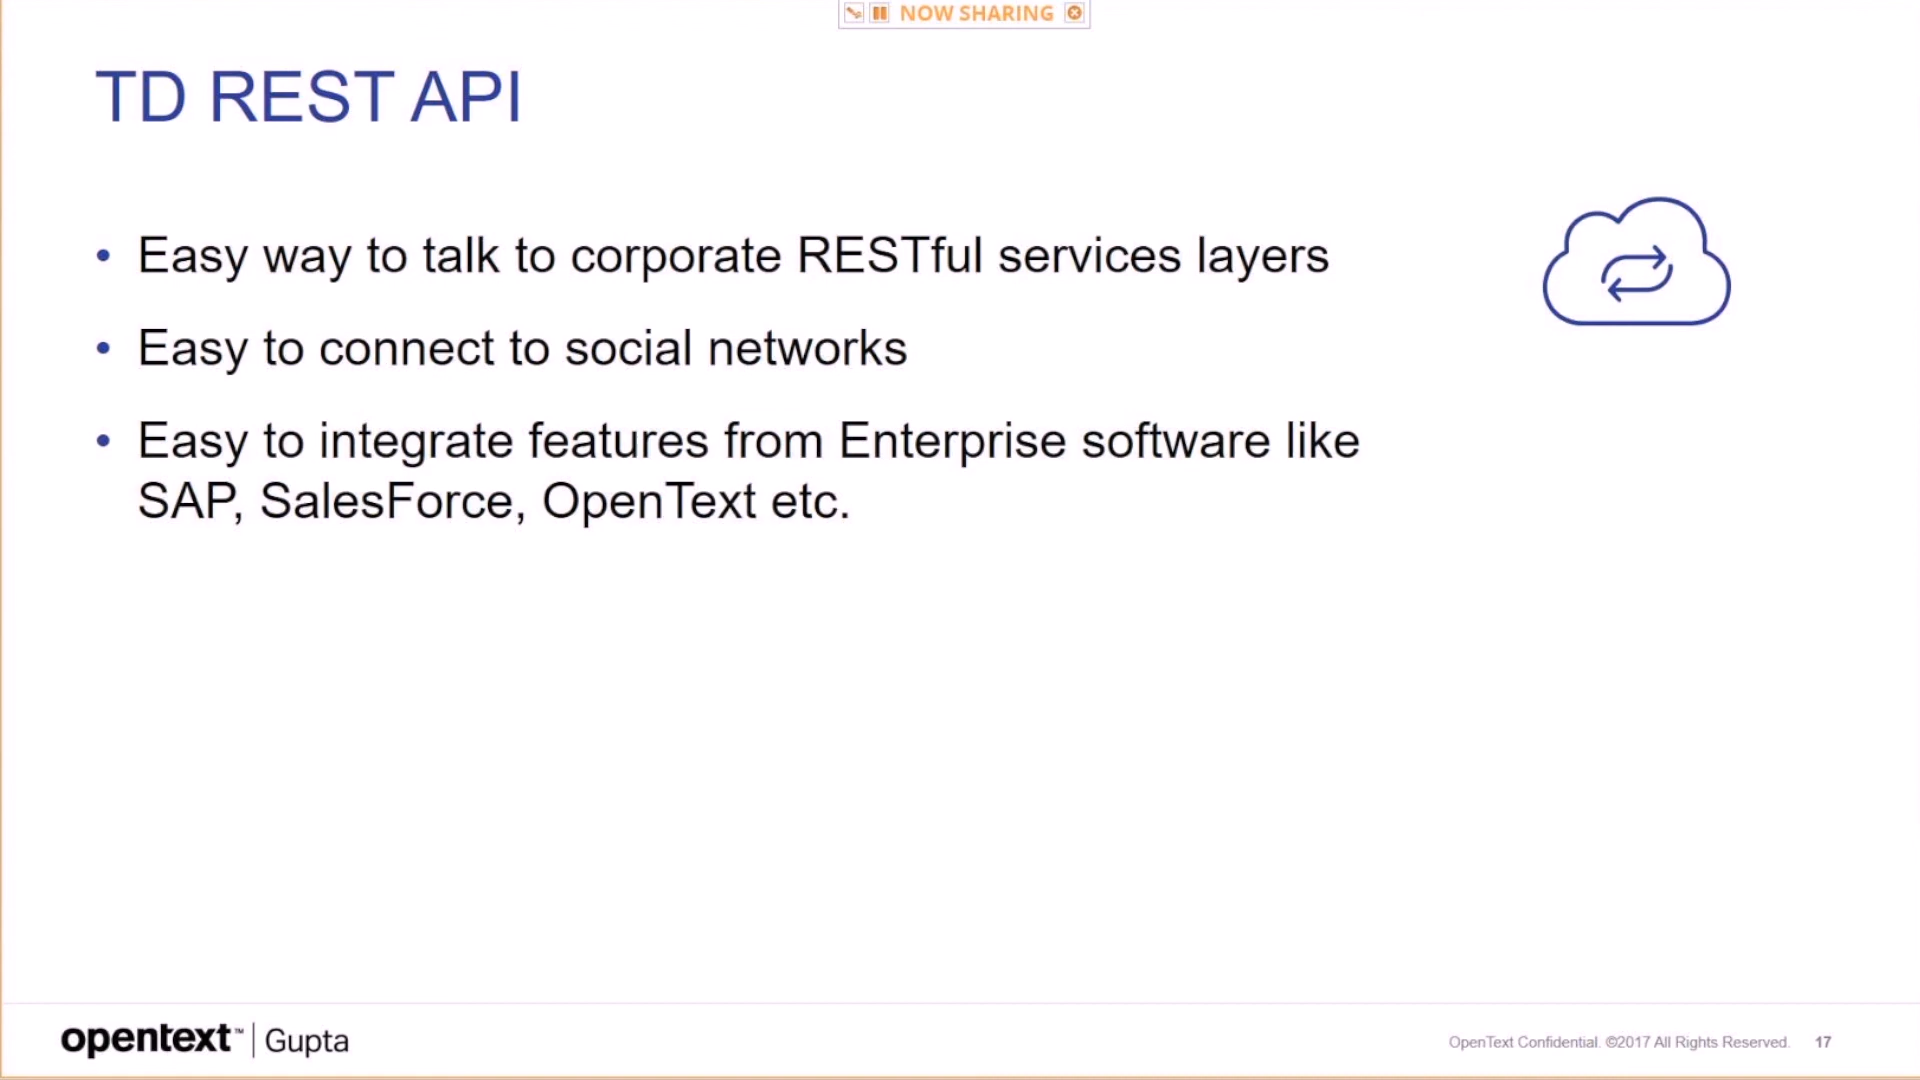 NOW SHARING
TD REST API
• Easy way to talk to corporate RESTful services layers
• Easy to connect to social networks
• Easy to integrate features from Enterprise software like
SAP, SalesForce, OpenText etc.
opentext™ | Gupta
OpenText Confidential. ©2017 All Rights Reserved. 17